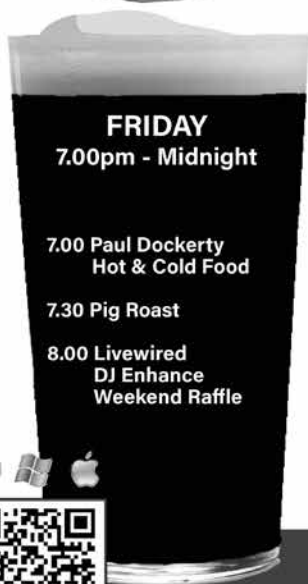 FRIDAY
7.00pm - Midnight
7.00 Paul Dockerty
Hot & Cold Food
7.30 Pig Roast
8.00 Livewired
DJ Enhance
Weekend Raffle